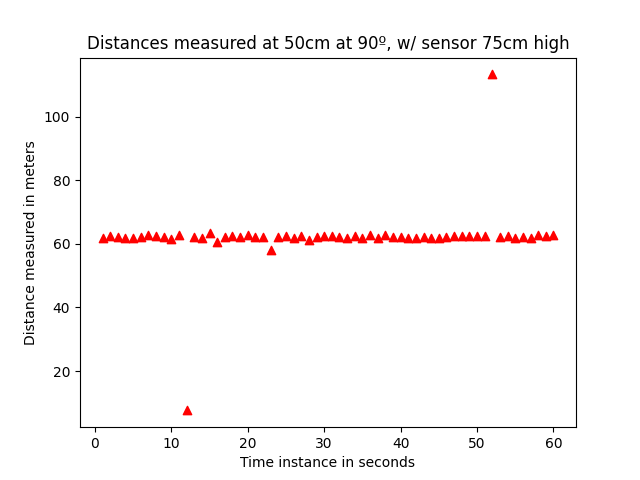 Distances measured at 50cm at 90º, w/ sensor 75cm high
Distance measured in meters
100
80
60
40
20
0 10 20 30 40 50 60
Time instance in seconds